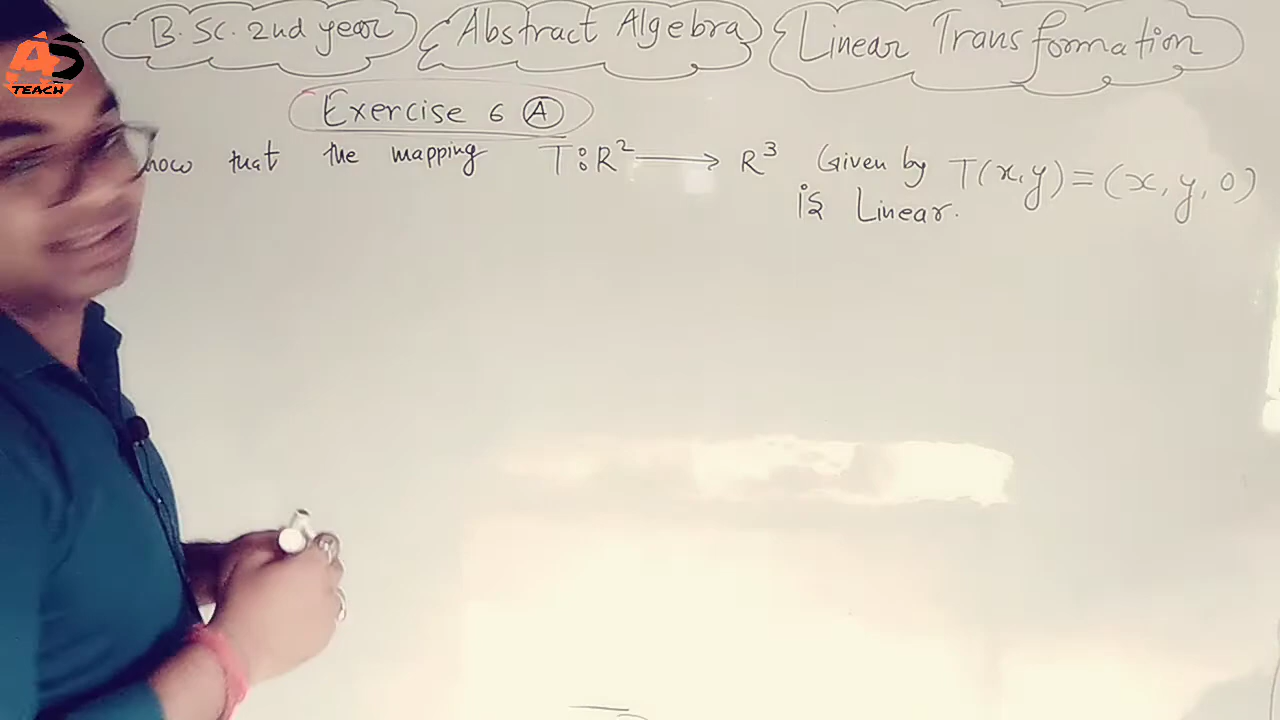 B.Sc. 2nd year Abstract Algebra Linear Transformation
AS
TEACH
Exercise 6 (A)
how that the mapping T:R² ⟶ R³ Given by T(x,y)=(x,y,0)
is Linear.